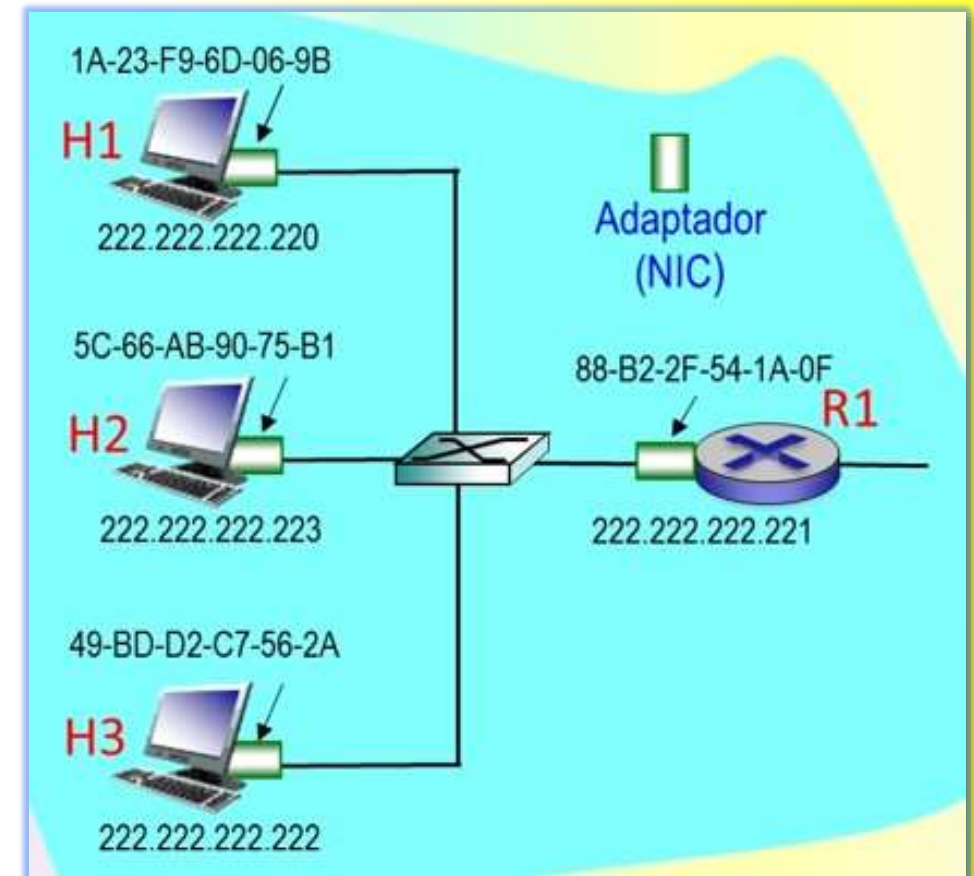 1A-23-F9-6D-06-9B
H1
222.222.222.220
Adaptador
(NIC)
5C-66-AB-90-75-B1
H2
222.222.222.223
88-B2-2F-54-1A-0F
R1
222.222.222.221
49-BD-D2-C7-56-2A
H3
222.222.222.222